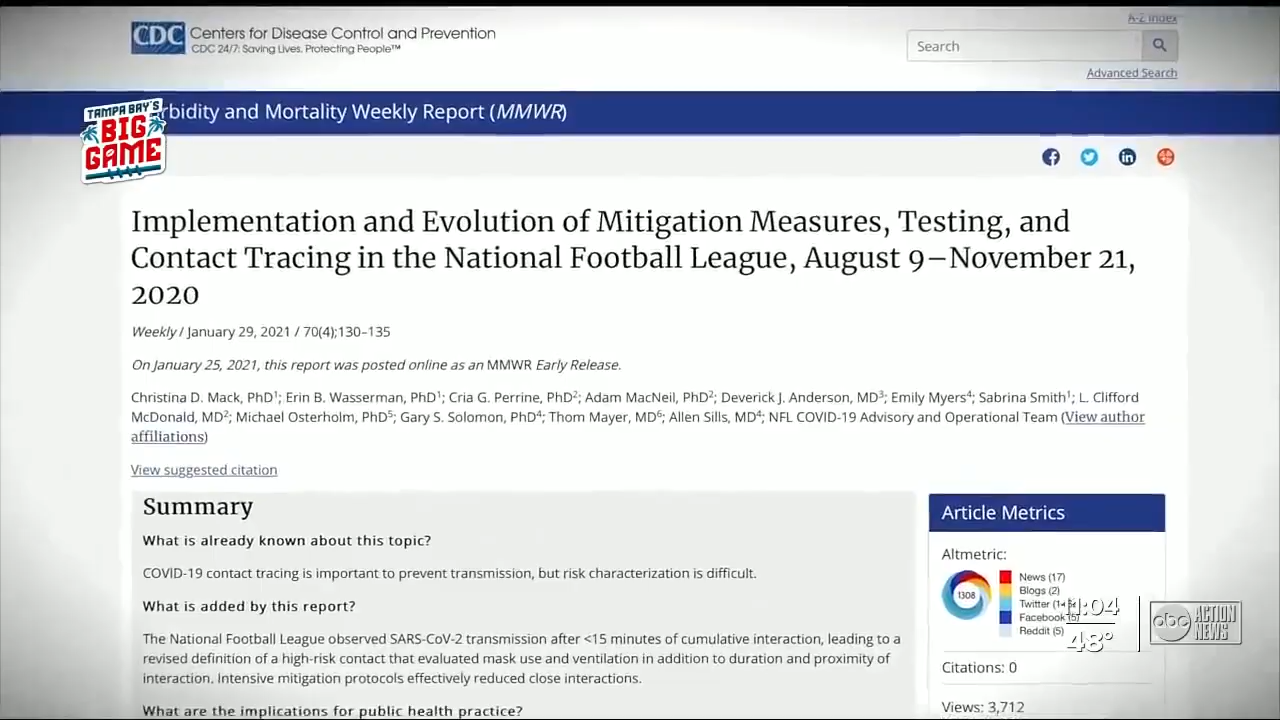 A-Z Index
CDC Centers for Disease Control and Prevention
CDC 24/7: Saving Lives. Protecting People™
Search
Advanced Search
rbidity and Mortality Weekly Report (MMWR)
TAMPA BAY'S
BIG
GAME
Implementation and Evolution of Mitigation Measures, Testing, and
Contact Tracing in the National Football League, August 9–November 21,
2020
Weekly / January 29, 2021 / 70(4);130–135
On January 25, 2021, this report was posted online as an MMWR Early Release.
Christina D. Mack, PhD1; Erin B. Wasserman, PhD1; Cria G. Perrine, PhD2; Adam MacNeil, PhD2; Deverick J. Anderson, MD3; Emily Myers4; Sabrina Smith1; L. Clifford
McDonald, MD2; Michael Osterholm, PhD5; Gary S. Solomon, PhD4; Thom Mayer, MD6; Allen Sills, MD4; NFL COVID-19 Advisory and Operational Team (View author
affiliations)
View suggested citation
Summary
What is already known about this topic?
COVID-19 contact tracing is important to prevent transmission, but risk characterization is difficult.
What is added by this report?
The National Football League observed SARS-CoV-2 transmission after <15 minutes of cumulative interaction, leading to a
revised definition of a high-risk contact that evaluated mask use and ventilation in addition to duration and proximity of
interaction. Intensive mitigation protocols effectively reduced close interactions.
What are the implications for public health practice?
Article Metrics
Altmetric:
1308
News (17)
Blogs (2)
Twitter
Facebook
Reddit (5)
Citations: 0
Views: 3,712
11:04
48°
abc ACTION
NEWS